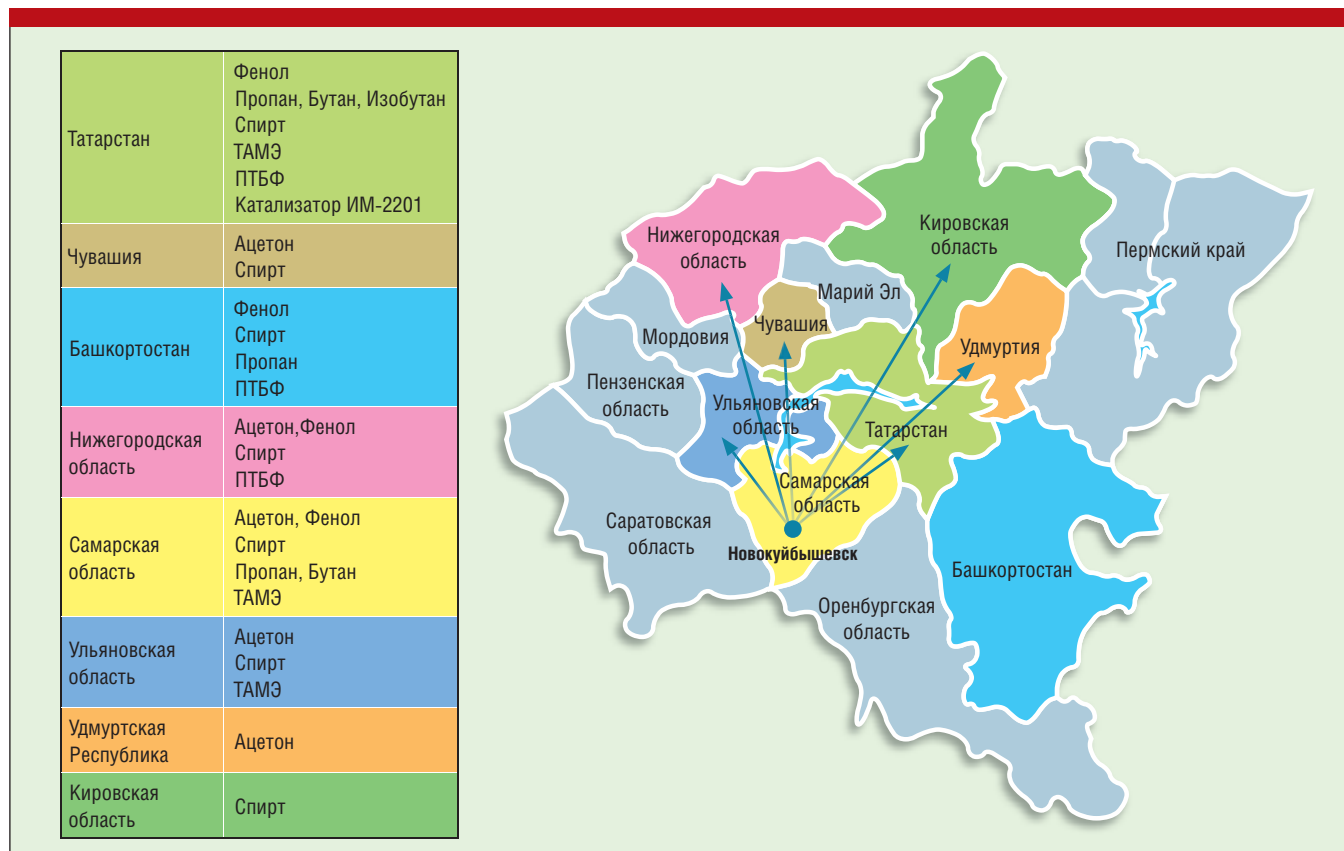 Татарстан
Фенол
Пропан, Бутан, Изобутан
Спирт
ТАМЭ
ПТБФ
Катализатор ИМ-2201
Чувашия
Ацетон
Спирт
Башкортостан
Фенол
Спирт
Пропан
ПТБФ
Нижегородская
область
Ацетон,Фенол
Спирт
ПТБФ
Самарская
область
Ацетон, Фенол
Спирт
Пропан, Бутан
ТАМЭ
Ульяновская
область
Ацетон
Спирт
ТАМЭ
Удмуртская
Республика
Ацетон
Кировская
область
Спирт
Нижегородская
область
Кировская
область
Пермский край
Марий Эл
Чувашия
Мордовия
Удмуртия
Пензенская
область
Ульяновская
область
Татарстан
Самарская
область
Саратовская
область
Новокуйбышевск
Башкортостан
Оренбургская
область